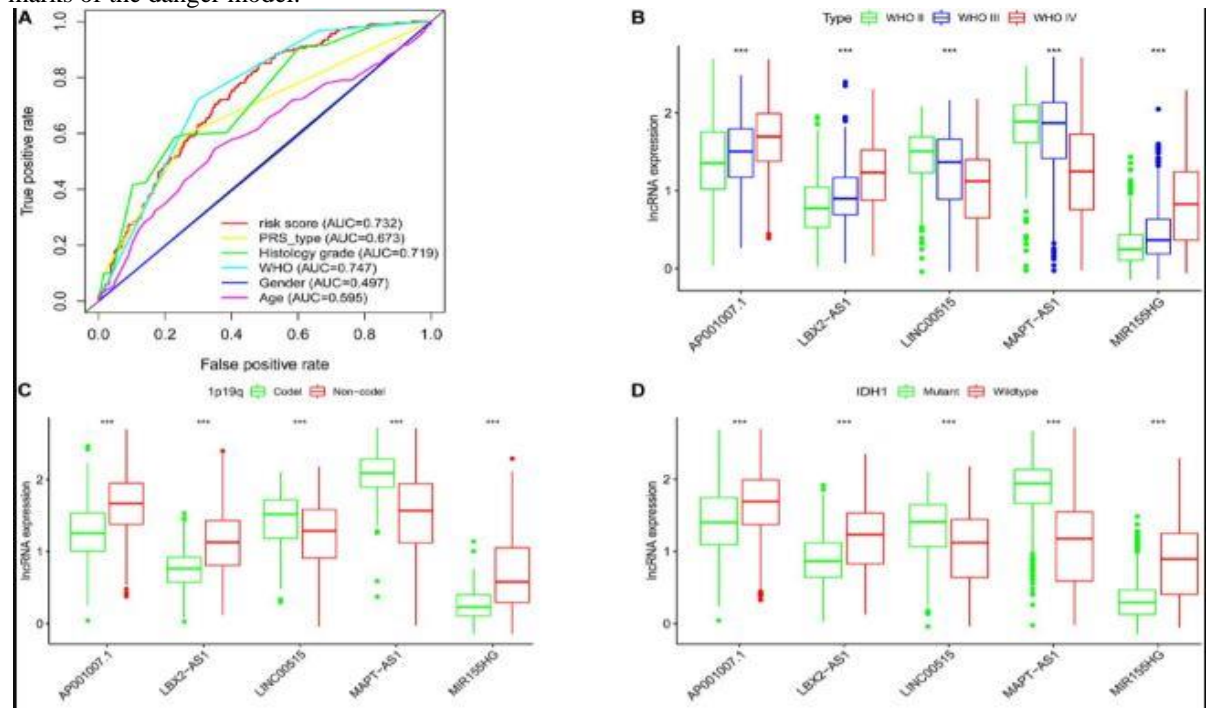 marks of the danger model.
A
B
Type WHO II WHO III WHO IV
True positive rate
1.0
0.8
0.6
0.4
0.2
0.0
risk score (AUC=0.732)
PRS_type (AUC=0.673)
Histology grade (AUC=0.719)
WHO (AUC=0.747)
Gender (AUC=0.497)
Age (AUC=0.595)
0.0 0.2 0.4 0.6 0.8 1.0
False positive rate
*** *** *** *** ***
lncRNA expression
2
1
0
AP001007.1 LBX2-AS1 LINC00515 MAPT-AS1 MIR155HG
C
1p19q Codel Non-codel
*** *** *** *** ***
lncRNA expression
2
1
0
AP001007.1 LBX2-AS1 LINC00515 MAPT-AS1 MIR155HG
D
IDH1 Mutant Wildtype
*** *** *** *** ***
lncRNA expression
2
1
0
AP001007.1 LBX2-AS1 LINC00515 MAPT-AS1 MIR155HG